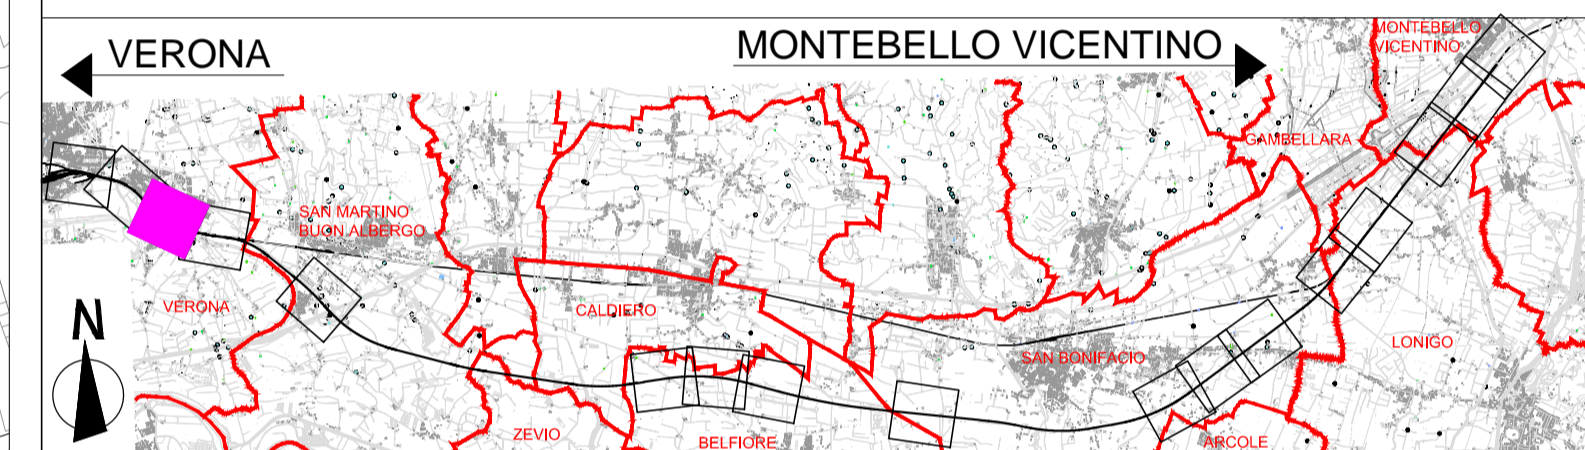 VERONA
MONTEBELLO VICENTINO
MONTEBELLO
VICENTINO
GAMBELLARA
SAN MARTINO
BUON ALBERGO
VERONA
CALDIERO
N
SAN BONIFACIO
LONIGO
ZEVIO
BELFIORE
ARCOLE